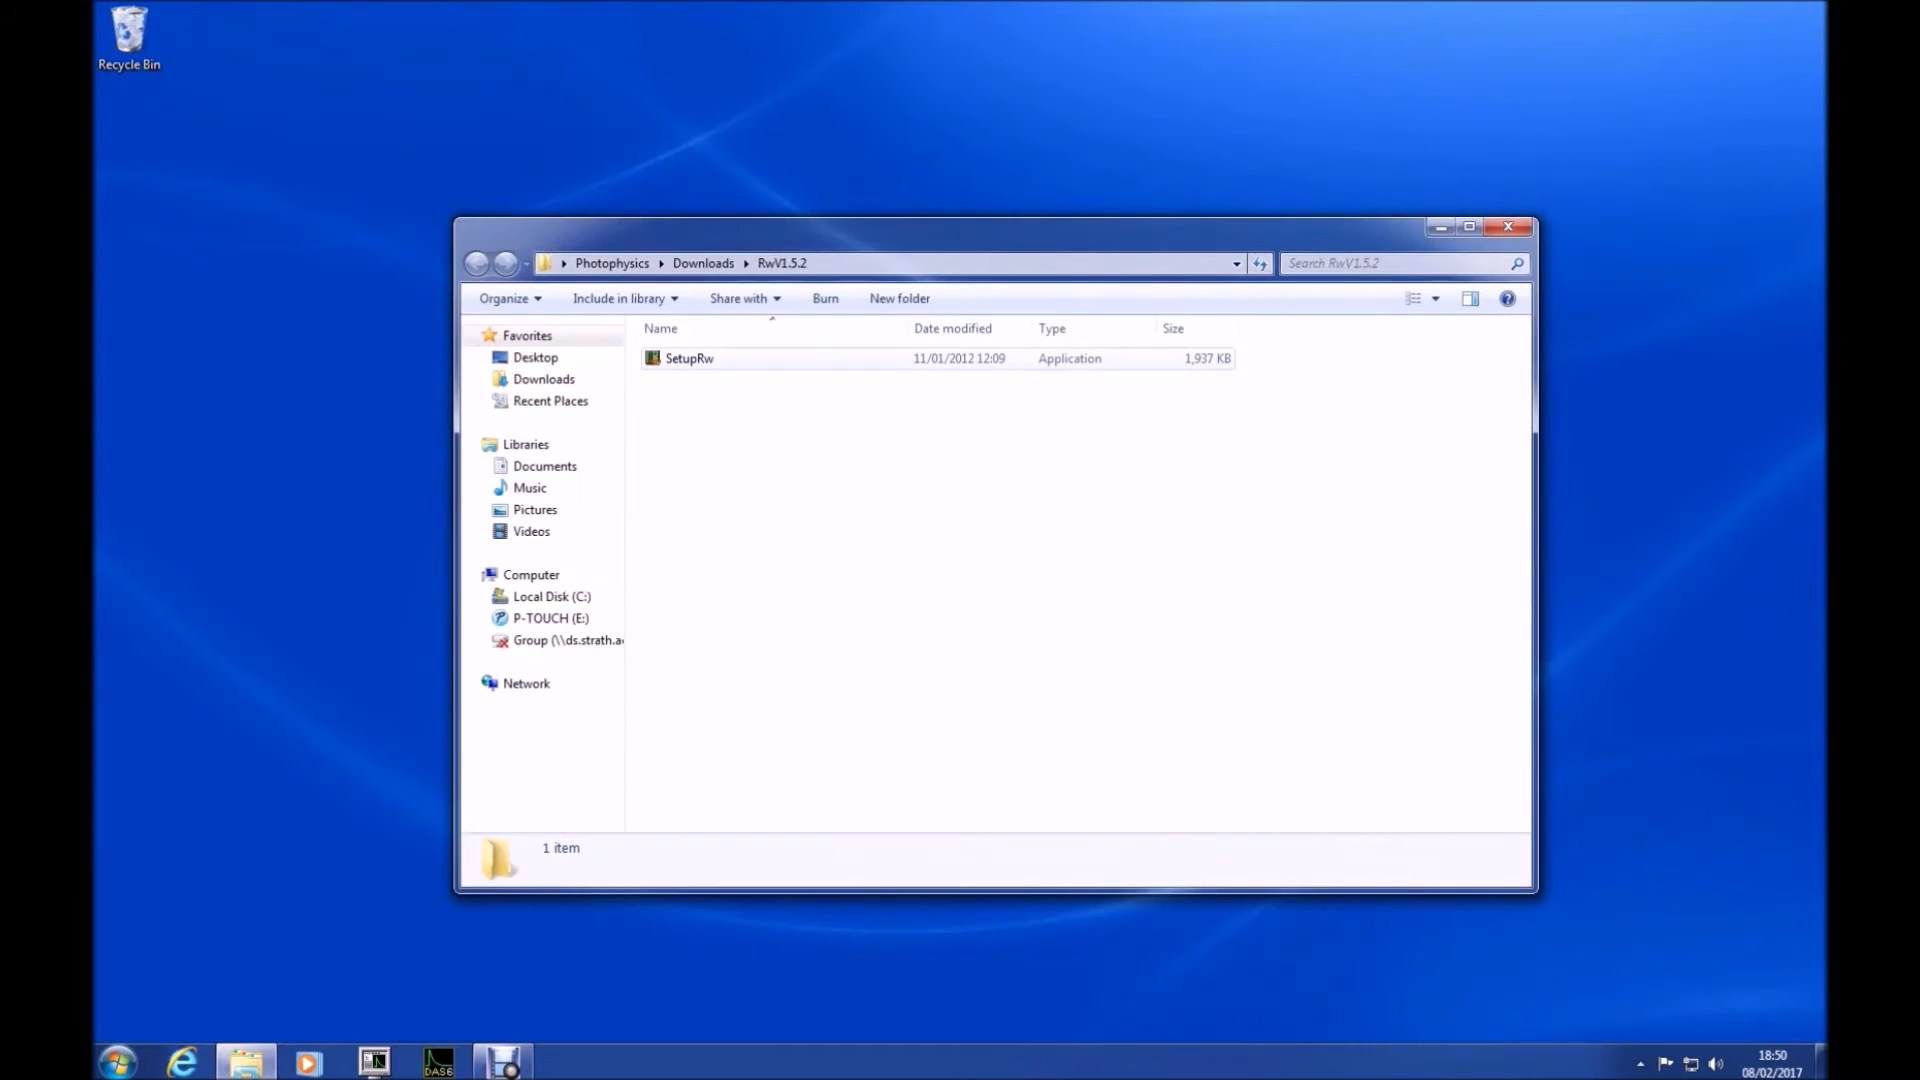 Recycle Bin
Photophysics Downloads RwV1.5.2
Search RwV1.5.2
Organize Include in library Share with Burn New folder
Name Date modified Type Size
SetupRw 11/01/2012 12:09 Application 1,937 KB
Favorites
Desktop
Downloads
Recent Places
Libraries
Documents
Music
Pictures
Videos
Computer
Local Disk (C:)
P-TOUCH (E:)
Group (\\ds.strath.a
Network
1 item
DAS6
18:50
08/02/2017